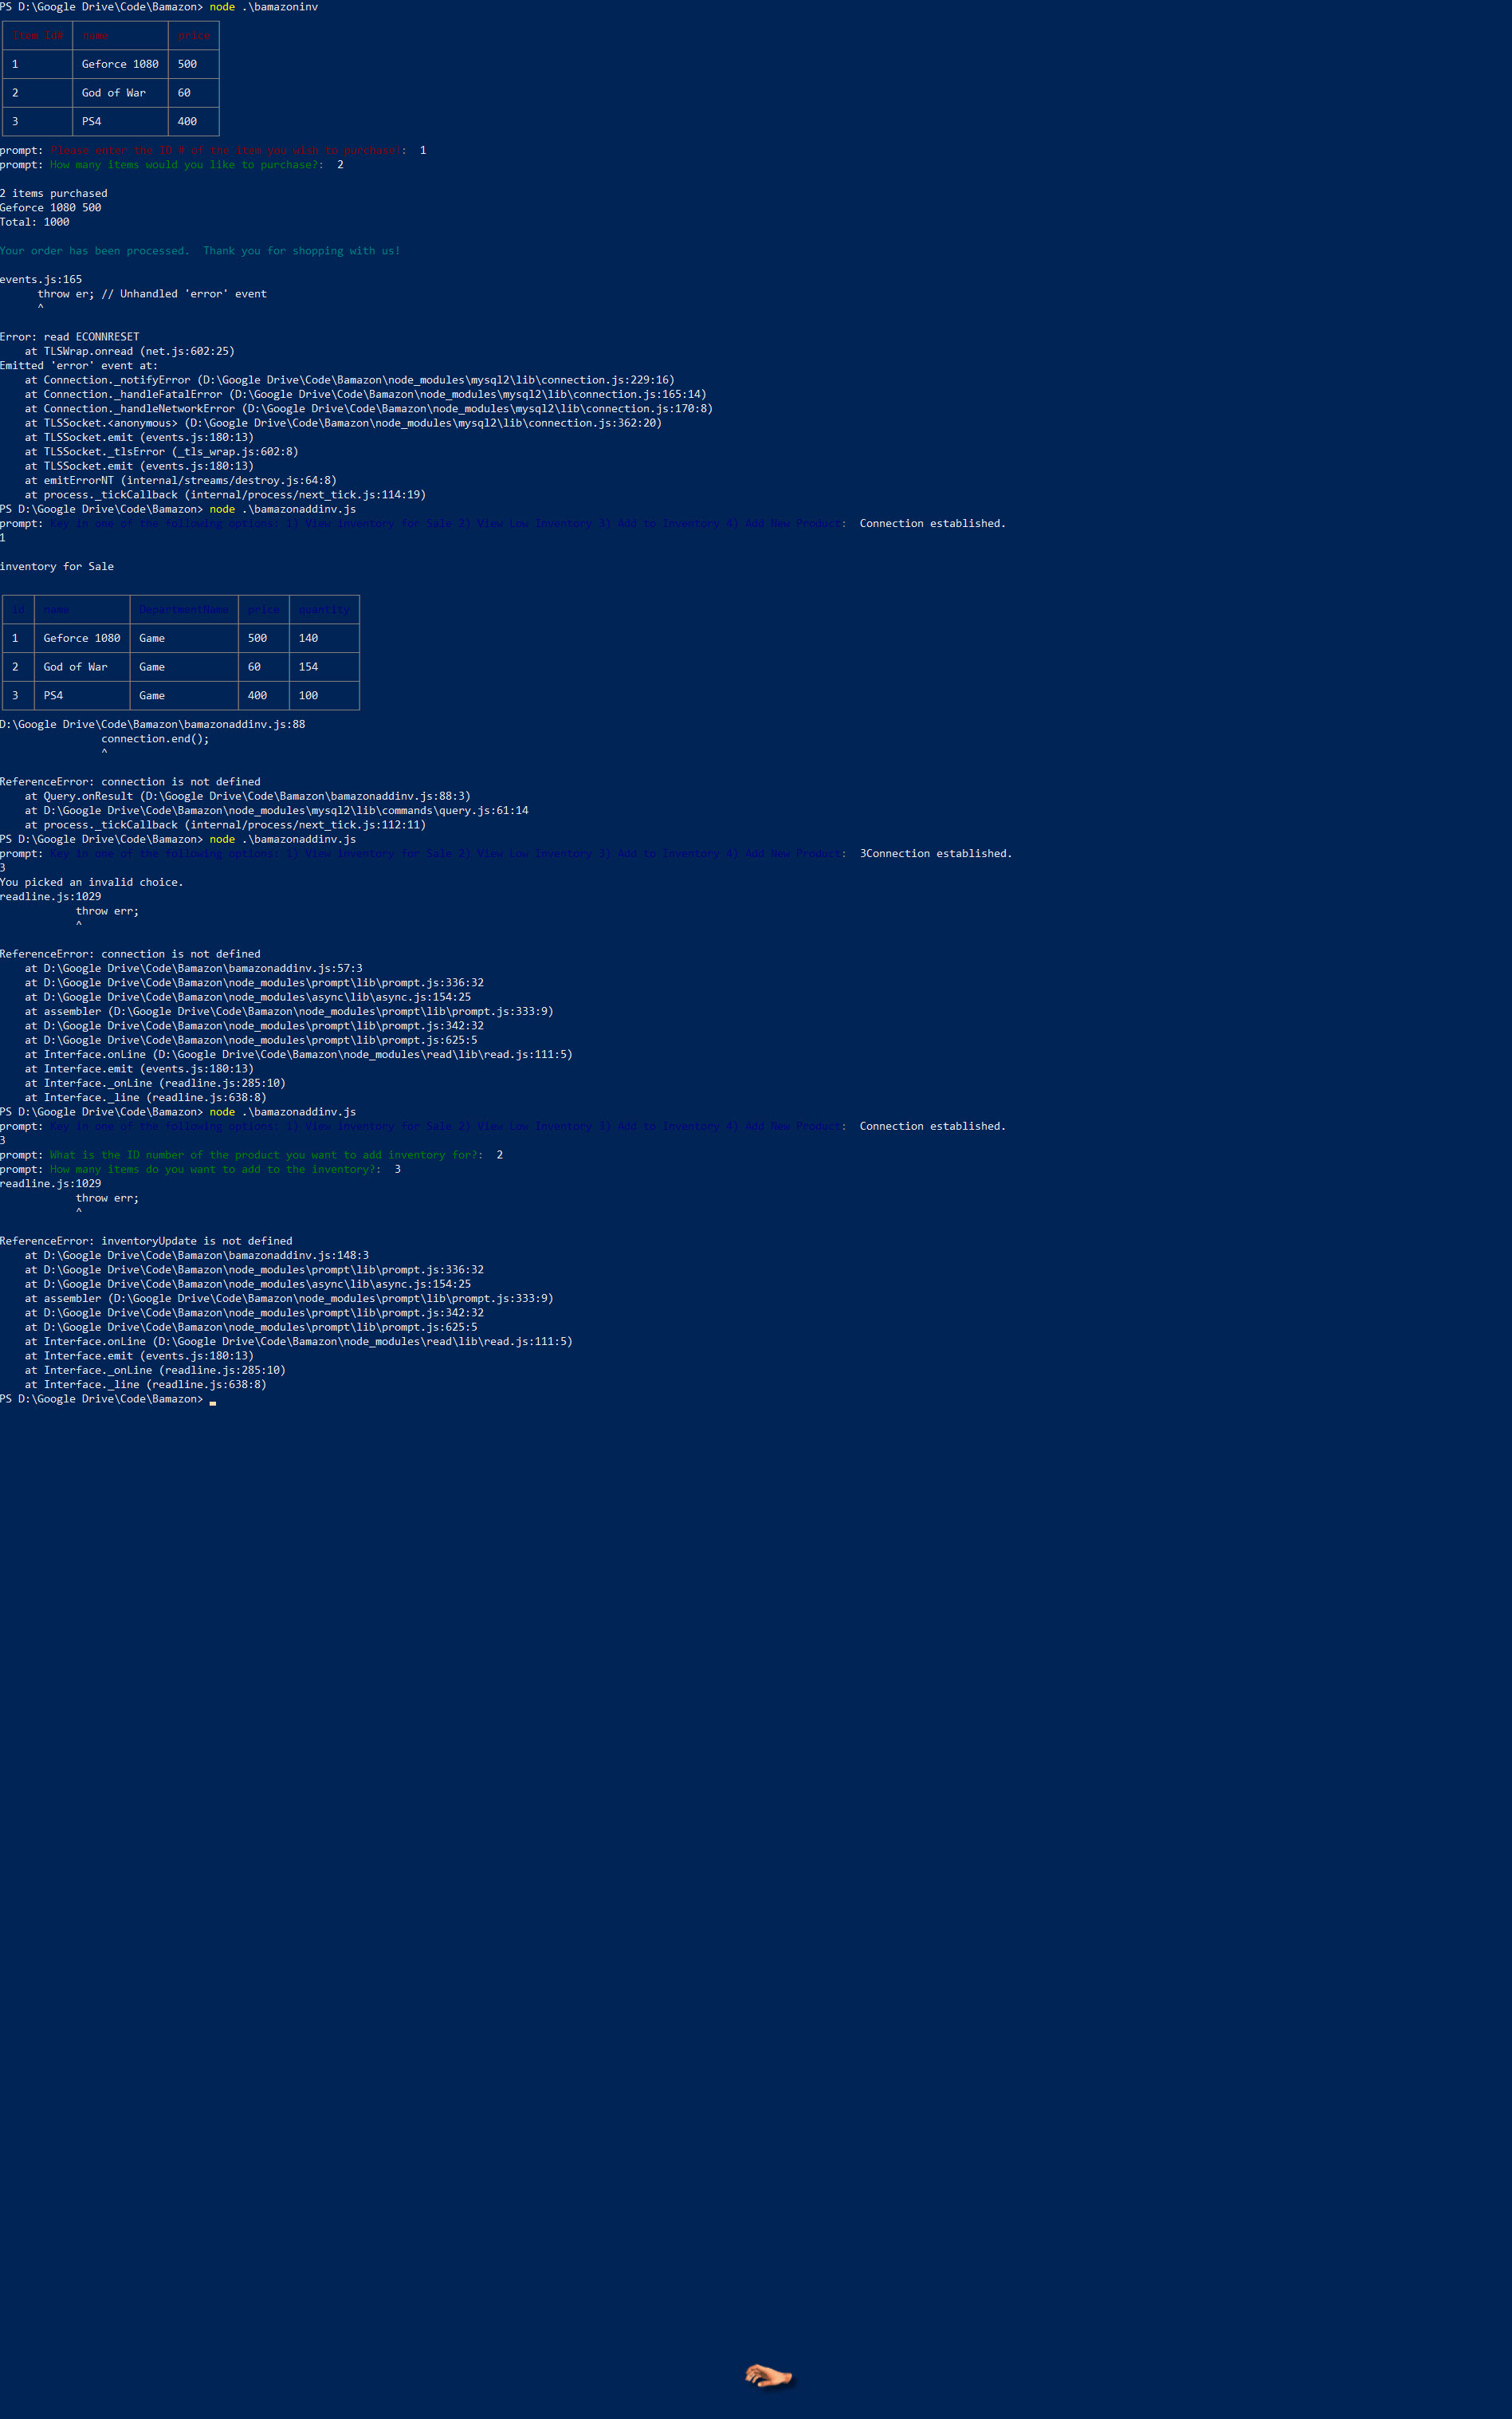 PS D:\Google Drive\Code\Bamazon> node .\bamazoninv
Item Id# name price
1 Geforce 1080 500
2 God of War 60
3 PS4 400
prompt: Please enter the ID # of the item you wish to purchase!:  1
prompt: How many items would you like to purchase?:  2
2 items purchased
Geforce 1080 500
Total: 1000
Your order has been processed.  Thank you for shopping with us!
events.js:165
      throw er; // Unhandled 'error' event
      ^
Error: read ECONNRESET
    at TLSWrap.onread (net.js:602:25)
Emitted 'error' event at:
    at Connection._notifyError (D:\Google Drive\Code\Bamazon\node_modules\mysql2\lib\connection.js:229:16)
    at Connection._handleFatalError (D:\Google Drive\Code\Bamazon\node_modules\mysql2\lib\connection.js:165:14)
    at Connection._handleNetworkError (D:\Google Drive\Code\Bamazon\node_modules\mysql2\lib\connection.js:170:8)
    at TLSSocket.<anonymous> (D:\Google Drive\Code\Bamazon\node_modules\mysql2\lib\connection.js:362:20)
    at TLSSocket.emit (events.js:180:13)
    at TLSSocket._tlsError (_tls_wrap.js:602:8)
    at TLSSocket.emit (events.js:180:13)
    at emitErrorNT (internal/streams/destroy.js:64:8)
    at process._tickCallback (internal/process/next_tick.js:114:19)
PS D:\Google Drive\Code\Bamazon> node .\bamazonaddinv.js
prompt: Key in one of the following options: 1) View inventory for Sale 2) View Low Inventory 3) Add to Inventory 4) Add New Product:  Connection established.
1
inventory for Sale
id name DepartmentName price quantity
1 Geforce 1080 Game 500 140
2 God of War Game 60 154
3 PS4 Game 400 100
D:\Google Drive\Code\Bamazon\bamazonaddinv.js:88
                connection.end();
                ^
ReferenceError: connection is not defined
    at Query.onResult (D:\Google Drive\Code\Bamazon\bamazonaddinv.js:88:3)
    at D:\Google Drive\Code\Bamazon\node_modules\mysql2\lib\commands\query.js:61:14
    at process._tickCallback (internal/process/next_tick.js:112:11)
PS D:\Google Drive\Code\Bamazon> node .\bamazonaddinv.js
prompt: Key in one of the following options: 1) View inventory for Sale 2) View Low Inventory 3) Add to Inventory 4) Add New Product:  3Connection established.
3
You picked an invalid choice.
readline.js:1029
            throw err;
            ^
ReferenceError: connection is not defined
    at D:\Google Drive\Code\Bamazon\bamazonaddinv.js:57:3
    at D:\Google Drive\Code\Bamazon\node_modules\prompt\lib\prompt.js:336:32
    at D:\Google Drive\Code\Bamazon\node_modules\async\lib\async.js:154:25
    at assembler (D:\Google Drive\Code\Bamazon\node_modules\prompt\lib\prompt.js:333:9)
    at D:\Google Drive\Code\Bamazon\node_modules\prompt\lib\prompt.js:342:32
    at D:\Google Drive\Code\Bamazon\node_modules\prompt\lib\prompt.js:625:5
    at Interface.onLine (D:\Google Drive\Code\Bamazon\node_modules\read\lib\read.js:111:5)
    at Interface.emit (events.js:180:13)
    at Interface._onLine (readline.js:285:10)
    at Interface._line (readline.js:638:8)
PS D:\Google Drive\Code\Bamazon> node .\bamazonaddinv.js
prompt: Key in one of the following options: 1) View inventory for Sale 2) View Low Inventory 3) Add to Inventory 4) Add New Product:  Connection established.
3
prompt: What is the ID number of the product you want to add inventory for?:  2
prompt: How many items do you want to add to the inventory?:  3
readline.js:1029
            throw err;
            ^
ReferenceError: inventoryUpdate is not defined
    at D:\Google Drive\Code\Bamazon\bamazonaddinv.js:148:3
    at D:\Google Drive\Code\Bamazon\node_modules\prompt\lib\prompt.js:336:32
    at D:\Google Drive\Code\Bamazon\node_modules\async\lib\async.js:154:25
    at assembler (D:\Google Drive\Code\Bamazon\node_modules\prompt\lib\prompt.js:333:9)
    at D:\Google Drive\Code\Bamazon\node_modules\prompt\lib\prompt.js:342:32
    at D:\Google Drive\Code\Bamazon\node_modules\prompt\lib\prompt.js:625:5
    at Interface.onLine (D:\Google Drive\Code\Bamazon\node_modules\read\lib\read.js:111:5)
    at Interface.emit (events.js:180:13)
    at Interface._onLine (readline.js:285:10)
    at Interface._line (readline.js:638:8)
PS D:\Google Drive\Code\Bamazon>